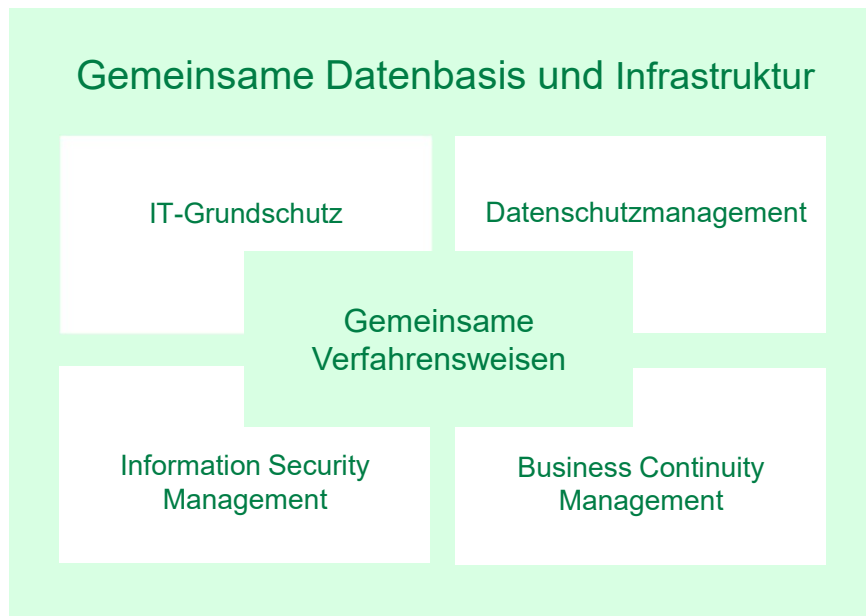 Gemeinsame Datenbasis und Infrastruktur
IT-Grundschutz
Datenschutzmanagement
Gemeinsame
Verfahrensweisen
Information Security
Management
Business Continuity
Management